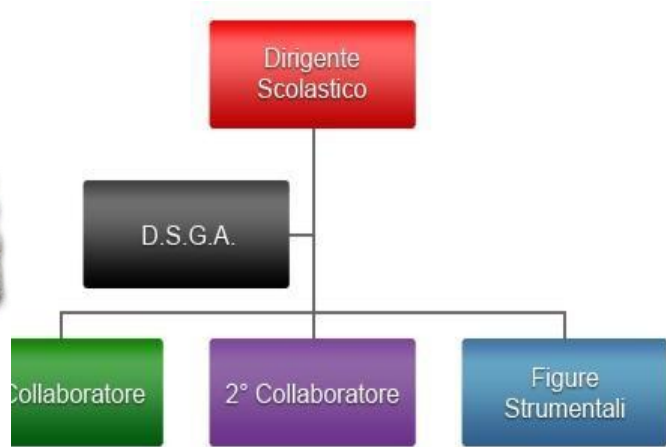 Dirigente
Scolastico
D.S.G.A.
Collaboratore
2° Collaboratore
Figure
Strumentali